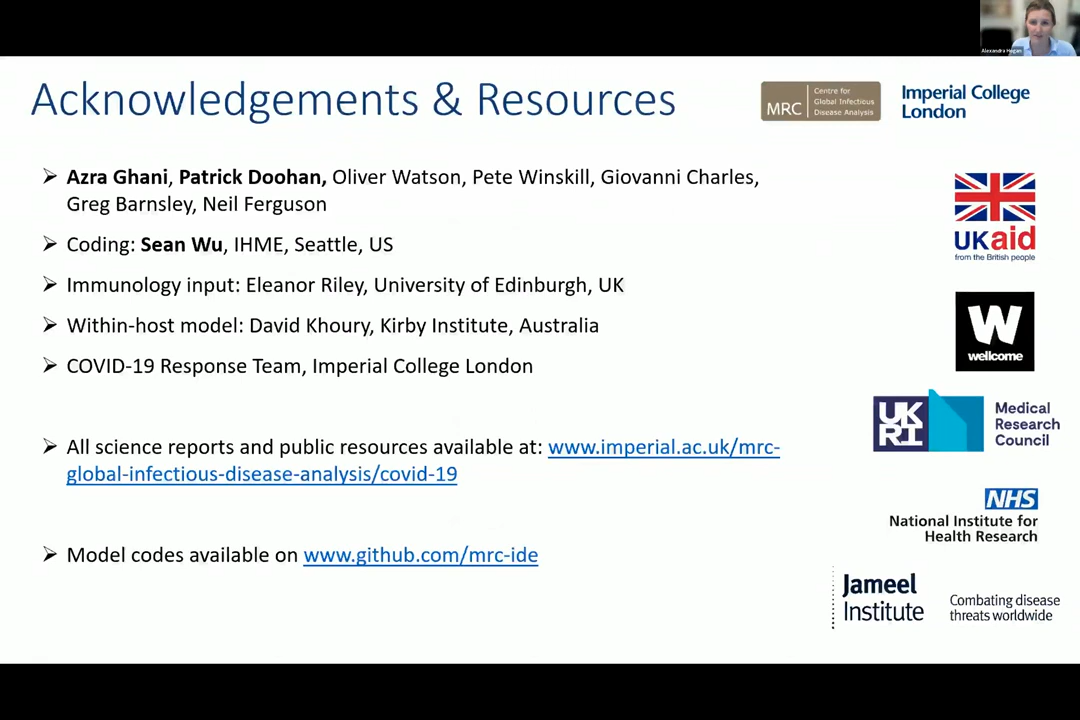 Alexandra Hogan
Acknowledgements & Resources
MRC
Centre for
Global Infectious
Disease Analysis
Imperial College
London
➢ Azra Ghani, Patrick Doohan, Oliver Watson, Pete Winskill, Giovanni Charles,
Greg Barnsley, Neil Ferguson
➢ Coding: Sean Wu, IHME, Seattle, US
➢ Immunology input: Eleanor Riley, University of Edinburgh, UK
➢ Within-host model: David Khoury, Kirby Institute, Australia
➢ COVID-19 Response Team, Imperial College London
➢ All science reports and public resources available at: www.imperial.ac.uk/mrc-
global-infectious-disease-analysis/covid-19
➢ Model codes available on www.github.com/mrc-ide
UKaid
from the British people
W
wellcome
UK
RI
Medical
Research
Council
NHS
National Institute for
Health Research
Jameel
Institute
Combating disease
threats worldwide